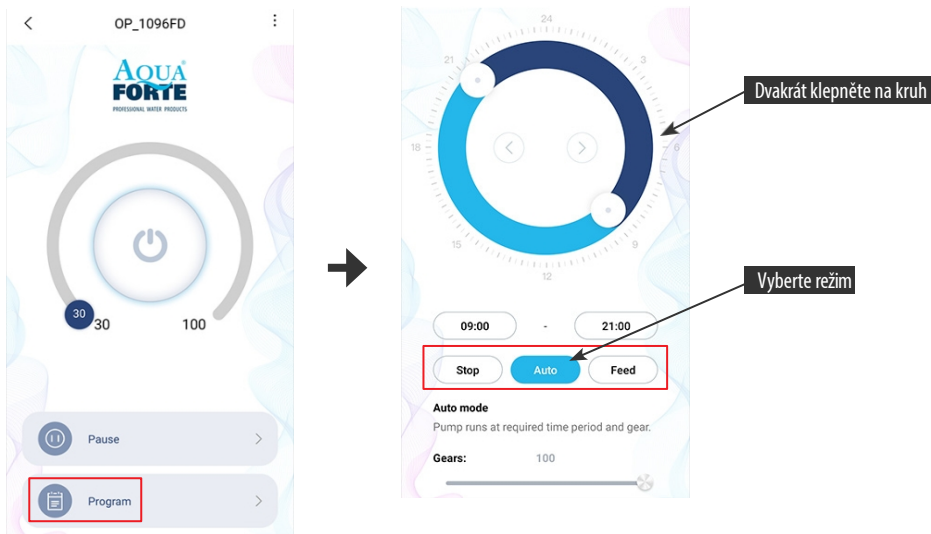 OP_1096FD
AQUA
FORTE
PROFESSIONAL WATER PRODUCTS
30
30
100
Pause
Program
24
21
3
18
6
15
9
12
Dvakrát klepněte na kruh
Vyberte režim
09:00 - 21:00
Stop Auto Feed
Auto mode
Pump runs at required time period and gear.
Gears: 100